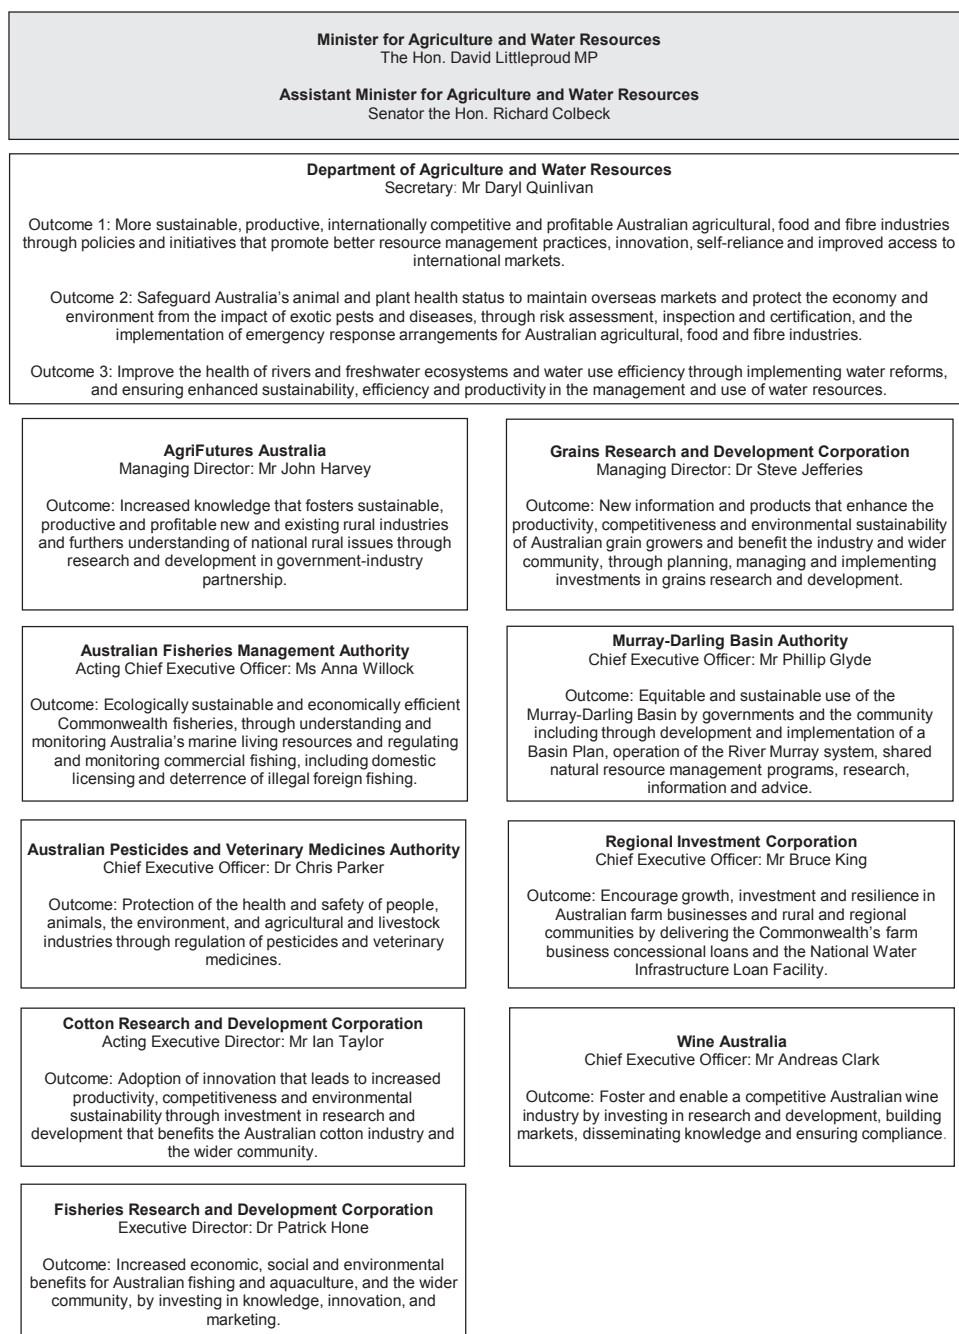 Minister for Agriculture and Water Resources
The Hon. David Littleproud MP
Assistant Minister for Agriculture and Water Resources
Senator the Hon. Richard Colbeck
Department of Agriculture and Water Resources
Secretary: Mr Daryl Quinlivan
Outcome 1: More sustainable, productive, internationally competitive and profitable Australian agricultural, food and fibre industries
through policies and initiatives that promote better resource management practices, innovation, self-reliance and improved access to
international markets.
Outcome 2: Safeguard Australia's animal and plant health status to maintain overseas markets and protect the economy and
environment from the impact of exotic pests and diseases, through risk assessment, inspection and certification, and the
implementation of emergency response arrangements for Australian agricultural, food and fibre industries.
Outcome 3: Improve the health of rivers and freshwater ecosystems and water use efficiency through implementing water reforms,
and ensuring enhanced sustainability, efficiency and productivity in the management and use of water resources.
AgriFutures Australia
Managing Director: Mr John Harvey
Outcome: Increased knowledge that fosters sustainable,
productive and profitable new and existing rural industries
and furthers understanding of national rural issues through
research and development in government-industry
partnership.
Grains Research and Development Corporation
Managing Director: Dr Steve Jefferies
Outcome: New information and products that enhance the
productivity, competitiveness and environmental sustainability
of Australian grain growers and benefit the industry and wider
community, through planning, managing and implementing
investments in grains research and development.
Australian Fisheries Management Authority
Acting Chief Executive Officer: Ms Anna Willock
Outcome: Ecologically sustainable and economically efficient
Commonwealth fisheries, through understanding and
monitoring Australia's marine living resources and regulating
and monitoring commercial fishing, including domestic
licensing and deterrence of illegal foreign fishing.
Murray-Darling Basin Authority
Chief Executive Officer: Mr Phillip Glyde
Outcome: Equitable and sustainable use of the
Murray-Darling Basin by governments and the community
including through development and implementation of a
Basin Plan, operation of the River Murray system, shared
natural resource management programs, research,
information and advice.
Australian Pesticides and Veterinary Medicines Authority
Chief Executive Officer: Dr Chris Parker
Outcome: Protection of the health and safety of people,
animals, the environment, and agricultural and livestock
industries through regulation of pesticides and veterinary
medicines.
Regional Investment Corporation
Chief Executive Officer: Mr Bruce King
Outcome: Encourage growth, investment and resilience in
Australian farm businesses and rural and regional
communities by delivering the Commonwealth's farm
business concessional loans and the National Water
Infrastructure Loan Facility.
Cotton Research and Development Corporation
Acting Executive Director: Mr Ian Taylor
Outcome: Adoption of innovation that leads to increased
productivity, competitiveness and environmental
sustainability through investment in research and
development that benefits the Australian cotton industry and
the wider community.
Wine Australia
Chief Executive Officer: Mr Andreas Clark
Outcome: Foster and enable a competitive Australian wine
industry by investing in research and development, building
markets, disseminating knowledge and ensuring compliance.
Fisheries Research and Development Corporation
Executive Director: Dr Patrick Hone
Outcome: Increased economic, social and environmental
benefits for Australian fishing and aquaculture, and the wider
community, by investing in knowledge, innovation, and
marketing.